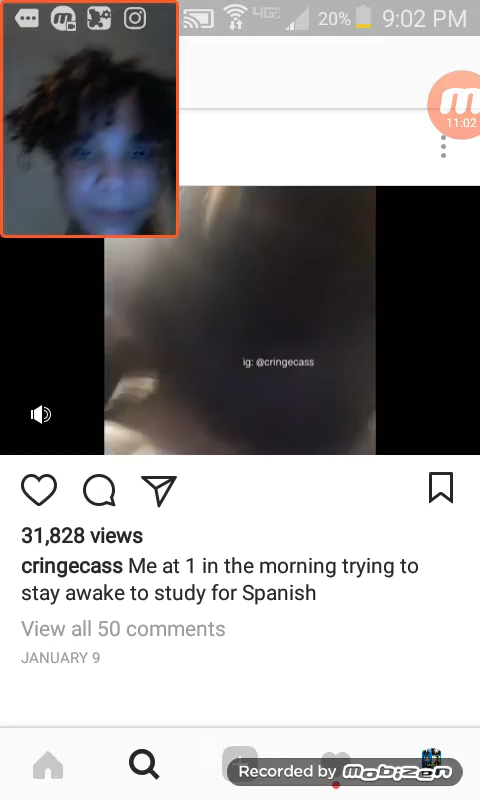 4G 20% 9:02 PM
m
11:02
ig: @cringecass
31,828 views
cringecass Me at 1 in the morning trying to
stay awake to study for Spanish
View all 50 comments
JANUARY 9
Recorded by mobizen